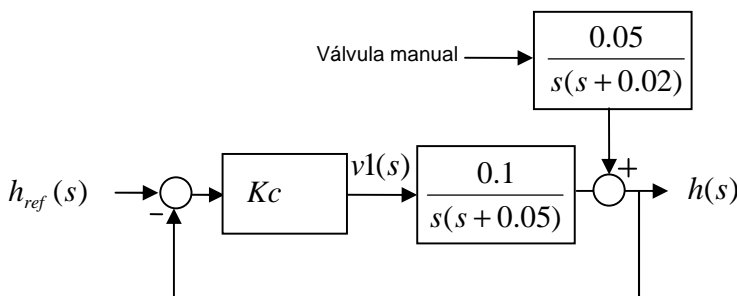 0.05
Válvula manual
s(s + 0.02)
+
h_ref (s)
-
Kc
v1(s)
0.1
s(s + 0.05)
h(s)